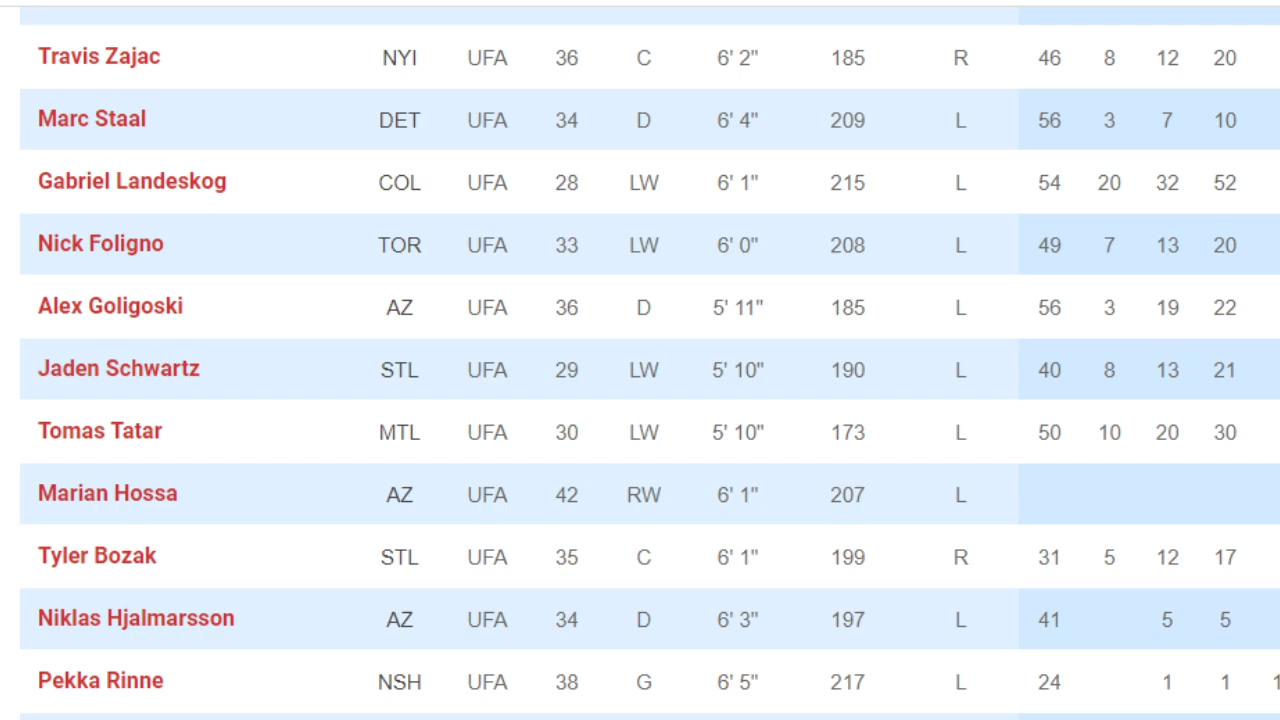 Travis Zajac NYI UFA 36 C 6' 2" 185 R 46 8 12 20
Marc Staal DET UFA 34 D 6' 4" 209 L 56 3 7 10
Gabriel Landeskog COL UFA 28 LW 6' 1" 215 L 54 20 32 52
Nick Foligno TOR UFA 33 LW 6' 0" 208 L 49 7 13 20
Alex Goligoski AZ UFA 36 D 5' 11" 185 L 56 3 19 22
Jaden Schwartz STL UFA 29 LW 5' 10" 190 L 40 8 13 21
Tomas Tatar MTL UFA 30 LW 5' 10" 173 L 50 10 20 30
Marian Hossa AZ UFA 42 RW 6' 1" 207 L
Tyler Bozak STL UFA 35 C 6' 1" 199 R 31 5 12 17
Niklas Hjalmarsson AZ UFA 34 D 6' 3" 197 L 41 5 5
Pekka Rinne NSH UFA 38 G 6' 5" 217 L 24 1 1